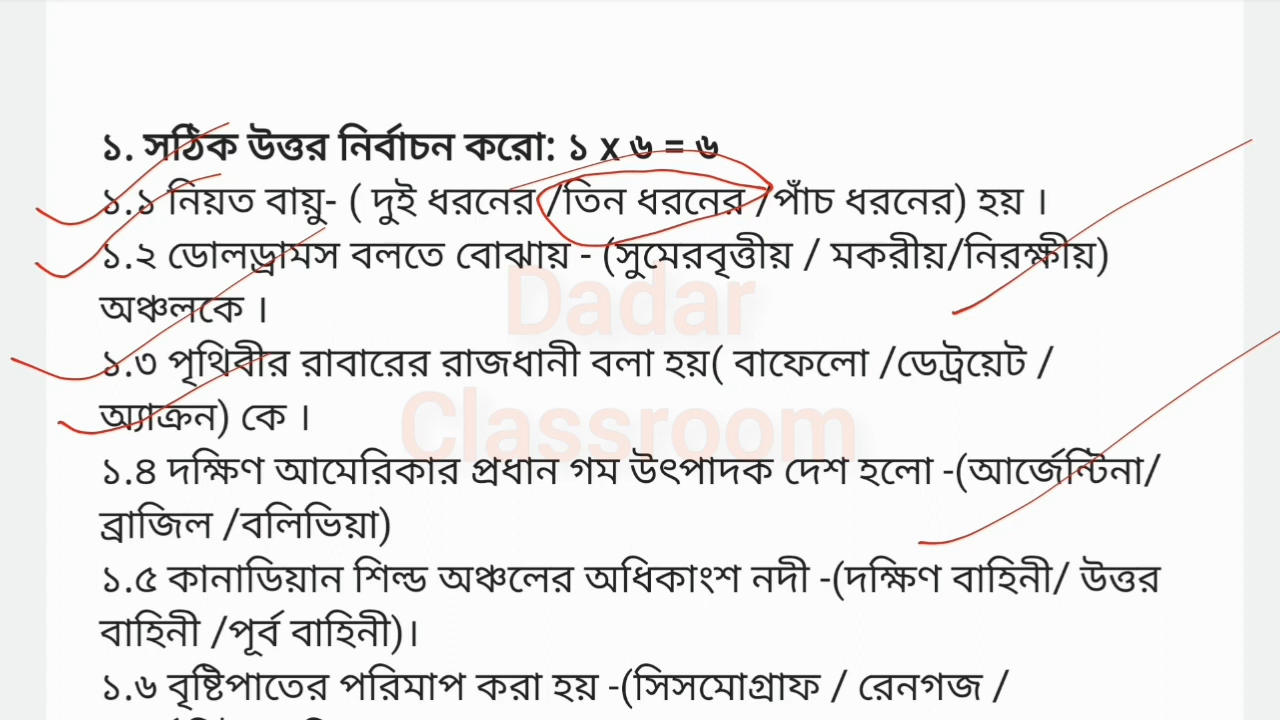 ১. সঠিক উত্তর নির্বাচন করো: ১ x ৬ = ৬
১.১ নিয়ত বায়ু- ( দুই ধরনের /তিন ধরনের /পাঁচ ধরনের) হয় ।
১.২ ডোলড্রামস বলতে বোঝায় - (সুমেরবৃত্তীয় / মকরীয়/নিরক্ষীয়)
অঞ্চলকে ।
১.৩ পৃথিবীর রাবারের রাজধানী বলা হয়( বাফেলো /ডেট্রয়েট /
অ্যাক্রন) কে ।
১.৪ দক্ষিণ আমেরিকার প্রধান গম উৎপাদক দেশ হলো -(আর্জেন্টিনা/
ব্রাজিল /বলিভিয়া)
১.৫ কানাডিয়ান শিল্ড অঞ্চলের অধিকাংশ নদী -(দক্ষিণ বাহিনী/ উত্তর
বাহিনী /পূর্ব বাহিনী)।
১.৬ বৃষ্টিপাতের পরিমাপ করা হয় -(সিসমোগ্রাফ / রেনগজ /
Dadar
Classroom